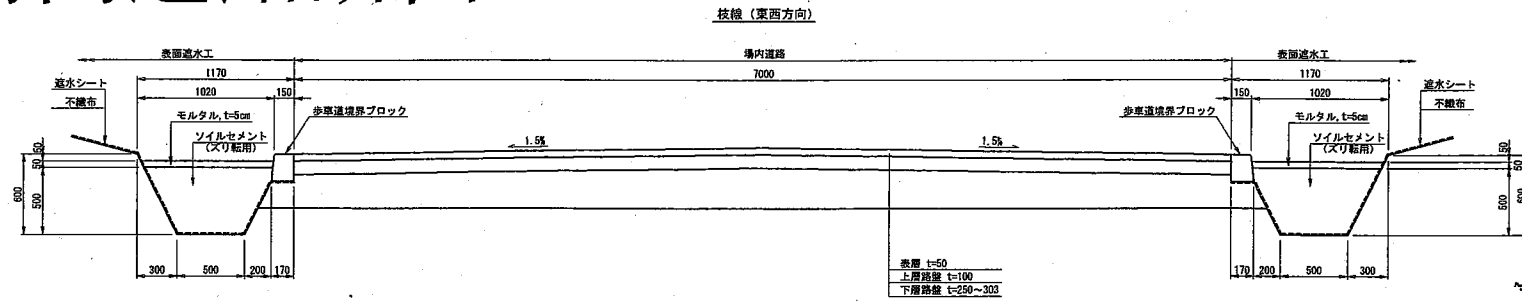 枝線（東西方向）
表面遮水工
場内道路
表面遮水工
1170
7000
1170
遮水シート
1020
150
150
1020
遮水シート
不織布
歩車道境界ブロック
歩車道境界ブロック
不織布
モルタル, t=5cm
モルタル, t=5cm
ソイルセメント
（ズリ転用）
ソイルセメント
（ズリ転用）
1.5%
1.5%
50
50
500
600
50
50
500
300
500
200
170
170
200
500
300
表層 t=50
上層路盤 t=100
下層路盤 t=250～303